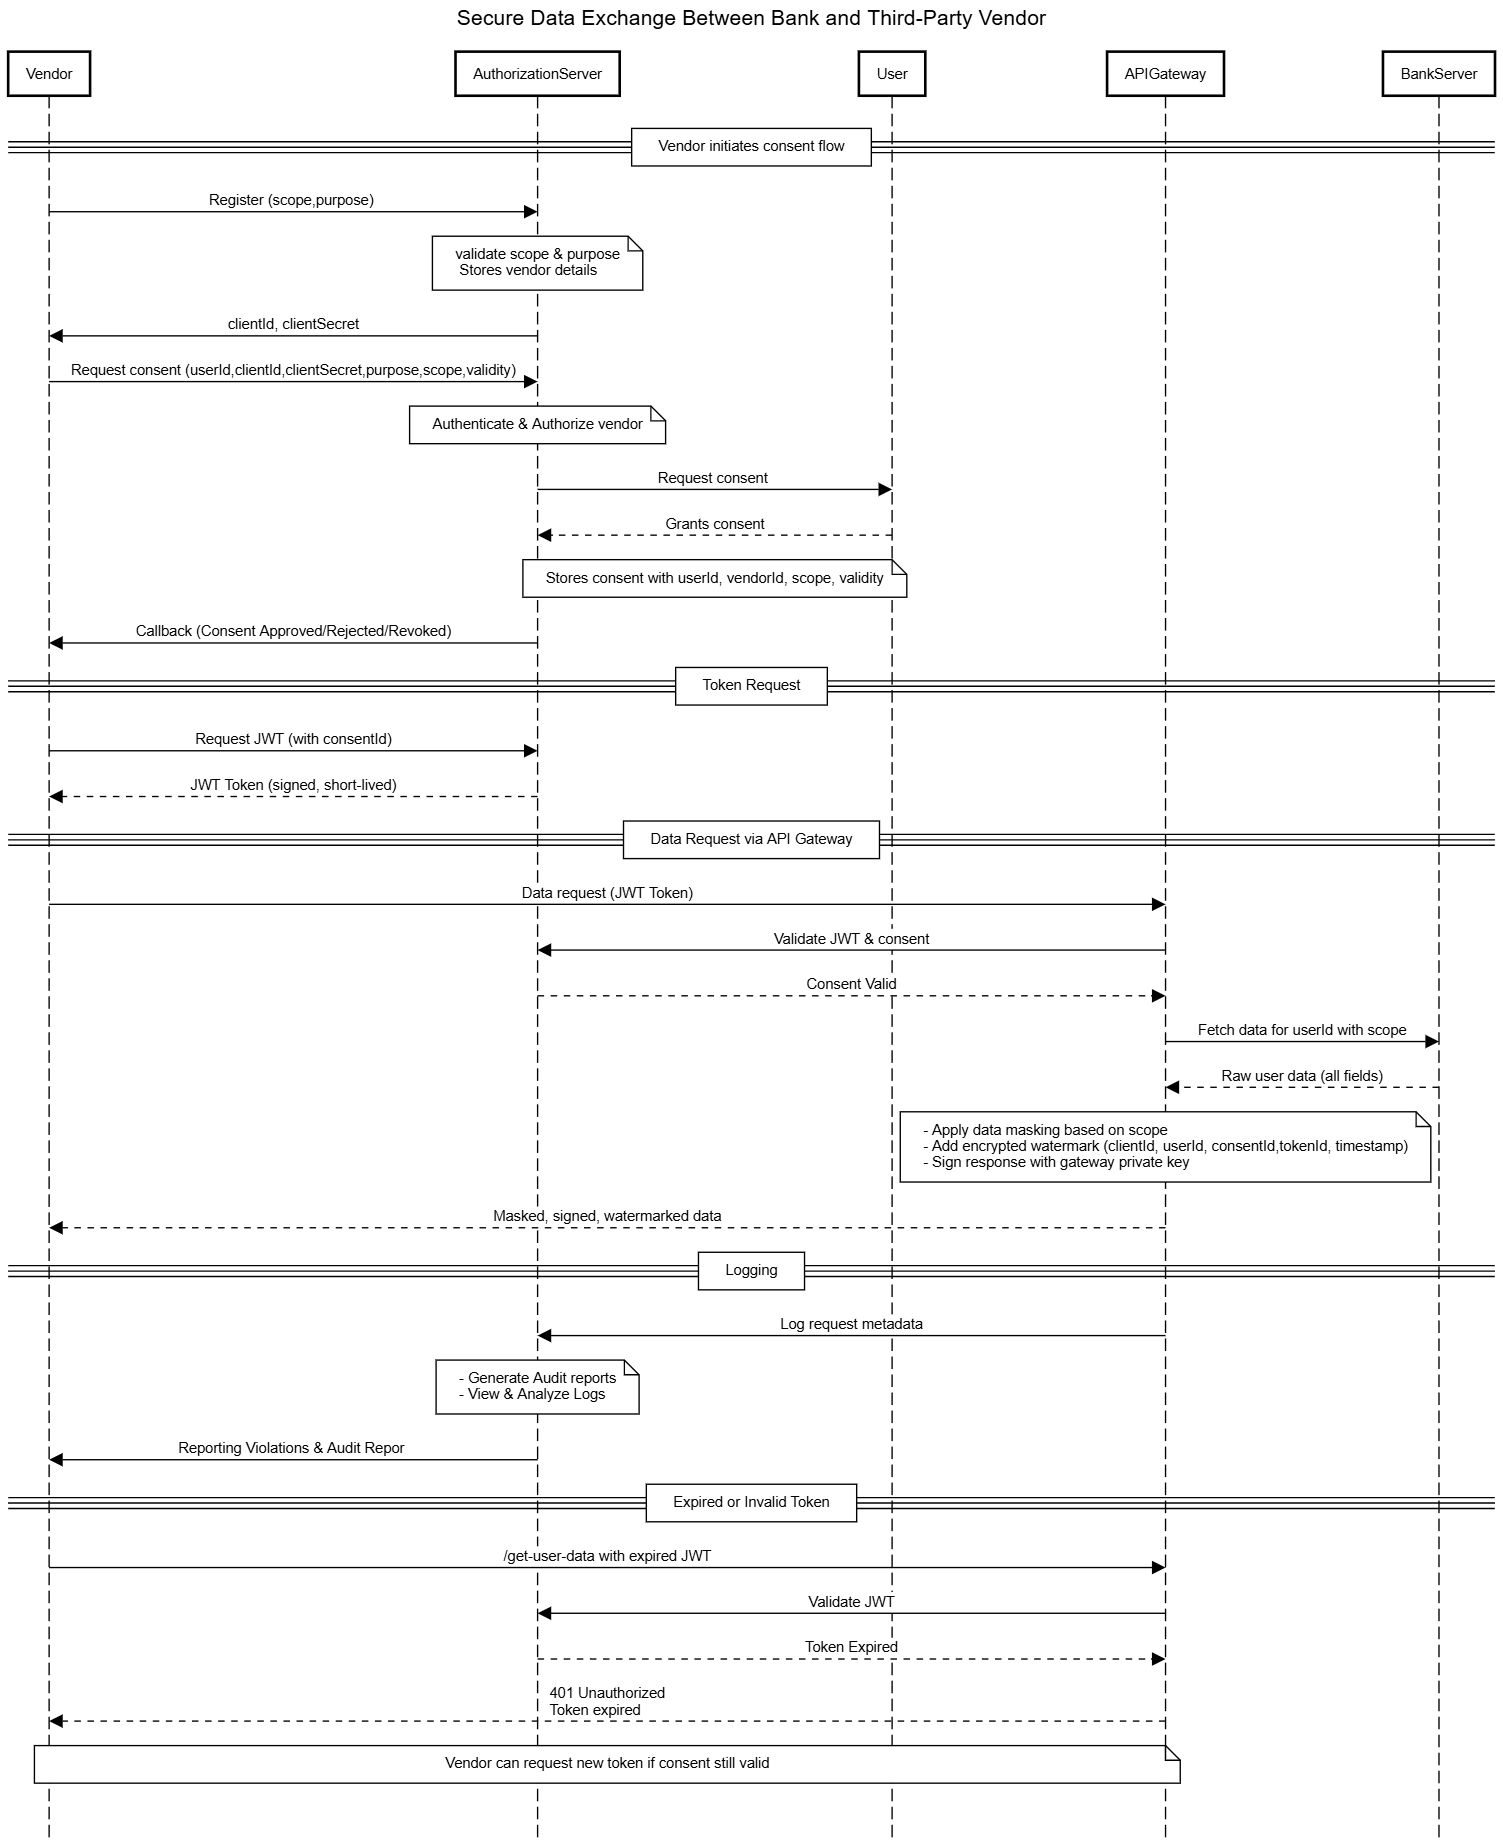 Secure Data Exchange Between Bank and Third-Party Vendor
Vendor
AuthorizationServer
User
APIGateway
BankServer
Vendor initiates consent flow
Register (scope,purpose)
validate scope & purpose
Stores vendor details
clientId, clientSecret
Request consent (userId,clientId,clientSecret,purpose,scope,validity)
Authenticate & Authorize vendor
Request consent
Grants consent
Stores consent with userId, vendorId, scope, validity
Callback (Consent Approved/Rejected/Revoked)
Token Request
Request JWT (with consentId)
JWT Token (signed, short-lived)
Data Request via API Gateway
Data request (JWT Token)
Validate JWT & consent
Consent Valid
Fetch data for userId with scope
Raw user data (all fields)
- Apply data masking based on scope
- Add encrypted watermark (clientId, userId, consentId,tokenId, timestamp)
- Sign response with gateway private key
Masked, signed, watermarked data
Logging
Log request metadata
- Generate Audit reports
- View & Analyze Logs
Reporting Violations & Audit Repor
Expired or Invalid Token
/get-user-data with expired JWT
Validate JWT
Token Expired
401 Unauthorized
Token expired
Vendor can request new token if consent still valid